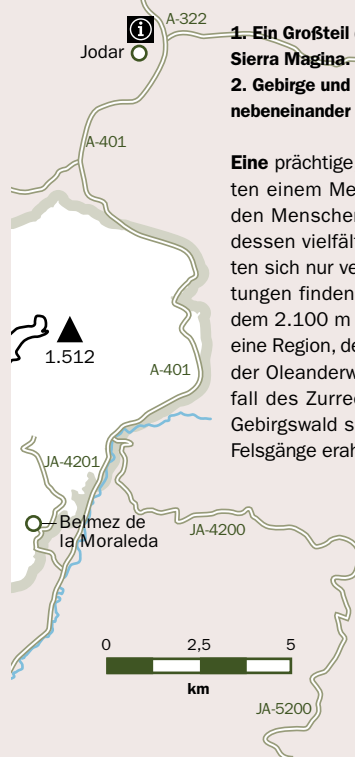 A-322
Jodar
A-401
1.512
A-401
JA-4201
Belmez de
la Moraleda
JA-4200
0 2,5 5
km
JA-5200
1. Ein Großteil
Sierra Magina.
2. Gebirge und
nebeneinander
Eine prächtige
ten einem Me
den Menscher
dessen vielfält
ten sich nur ve
tungen finden
dem 2.100 m
eine Region, de
der Oleanderw
fall des Zurre
Gebirgswald s
Felsgänge erah